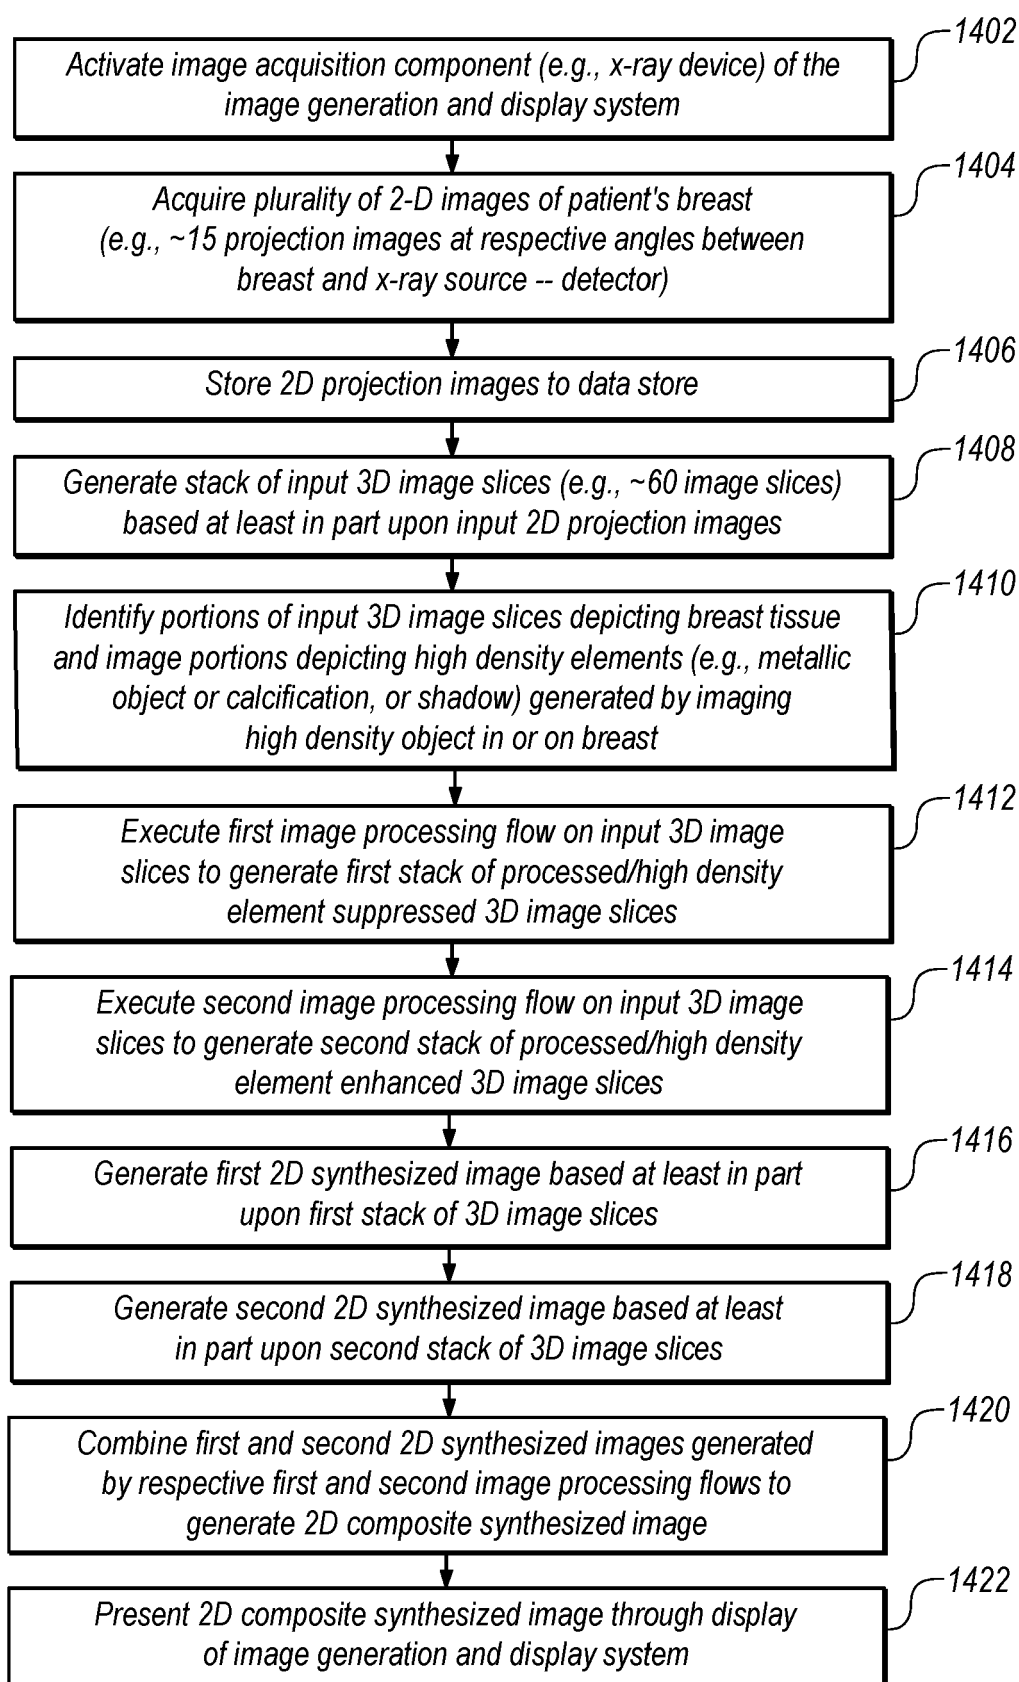 1402
Activate image acquisition component (e.g., x-ray device) of the
image generation and display system
1404
Acquire plurality of 2-D images of patient's breast
(e.g., ~15 projection images at respective angles between
breast and x-ray source -- detector)
1406
Store 2D projection images to data store
1408
Generate stack of input 3D image slices (e.g., ~60 image slices)
based at least in part upon input 2D projection images
1410
Identify portions of input 3D image slices depicting breast tissue
and image portions depicting high density elements (e.g., metallic
object or calcification, or shadow) generated by imaging
high density object in or on breast
1412
Execute first image processing flow on input 3D image
slices to generate first stack of processed/high density
element suppressed 3D image slices
1414
Execute second image processing flow on input 3D image
slices to generate second stack of processed/high density
element enhanced 3D image slices
1416
Generate first 2D synthesized image based at least in part
upon first stack of 3D image slices
1418
Generate second 2D synthesized image based at least
in part upon second stack of 3D image slices
1420
Combine first and second 2D synthesized images generated
by respective first and second image processing flows to
generate 2D composite synthesized image
1422
Present 2D composite synthesized image through display
of image generation and display system